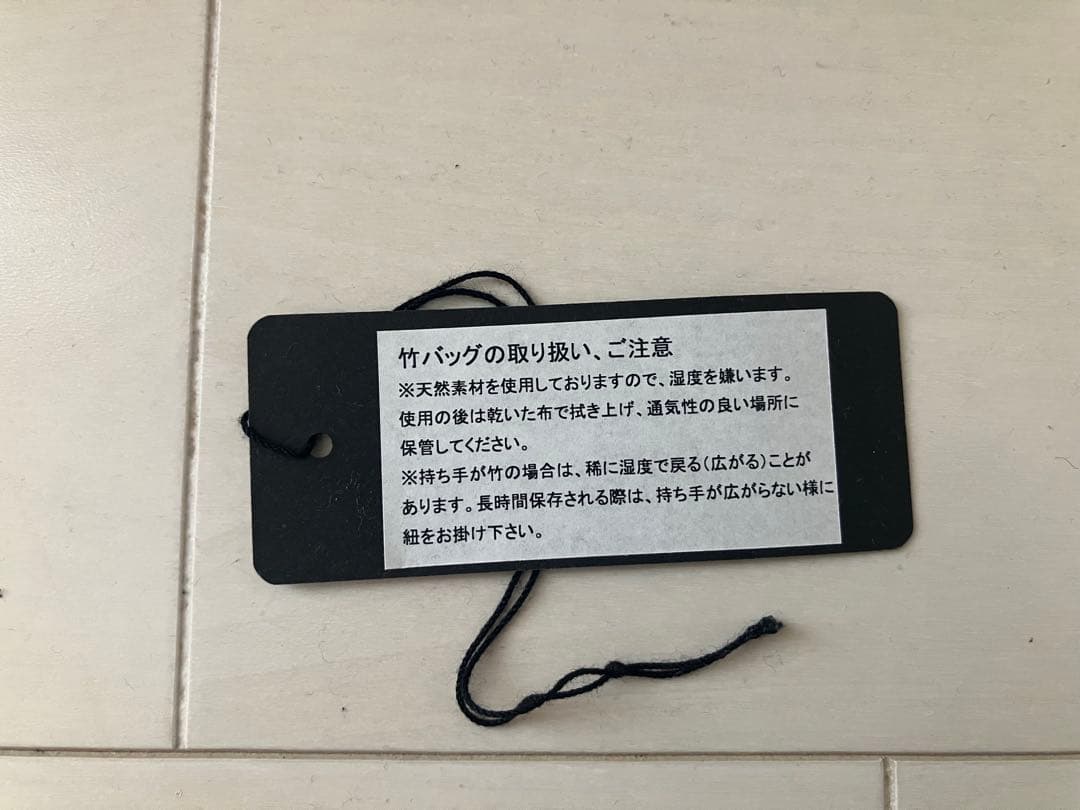 竹バッグの取り扱い、ご注意
※天然素材を使用しておりますので、湿度を嫌います。
使用の後は乾いた布で拭き上げ、通気性の良い場所に
保管してください。
※持ち手が竹の場合は、稀に湿度で戻る（広がる）ことが
あります。長時間保存される際は、持ち手が広がらない様に
紐をお掛け下さい。